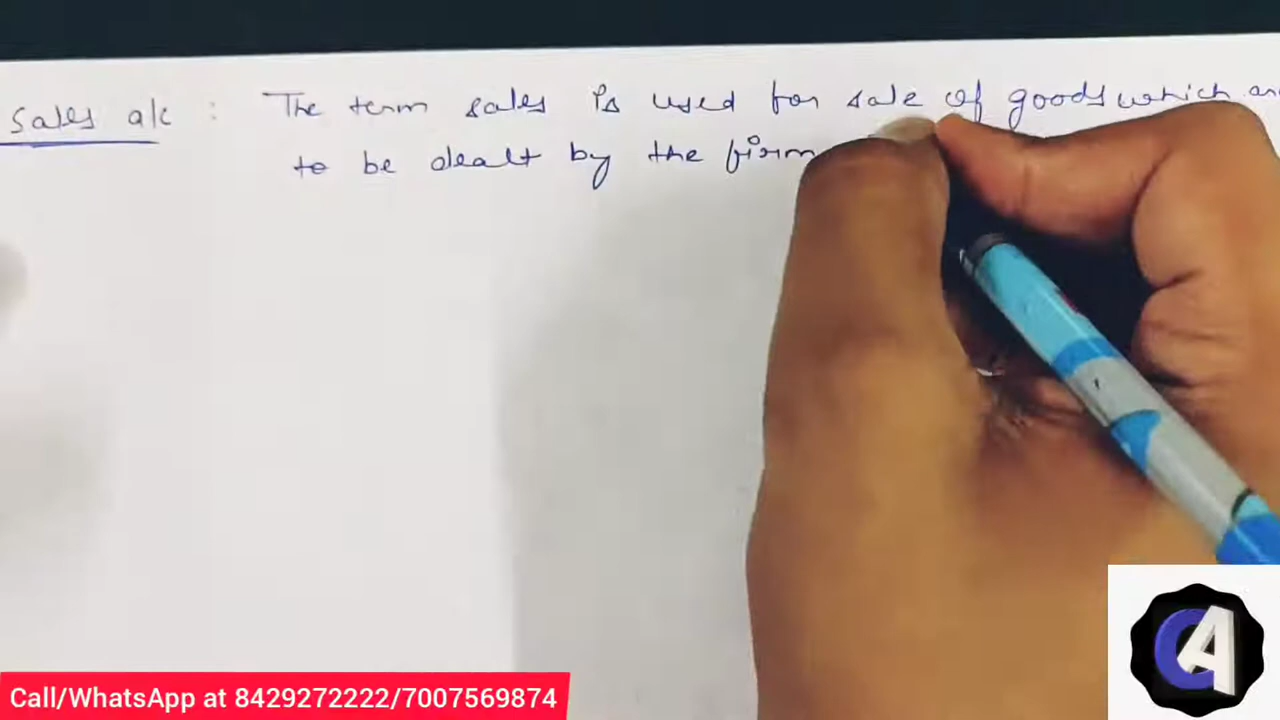 Sales a/c : The term sales is used for sale of goods which
to be dealt by the firm
CA
Call/WhatsApp at 8429272222/7007569874